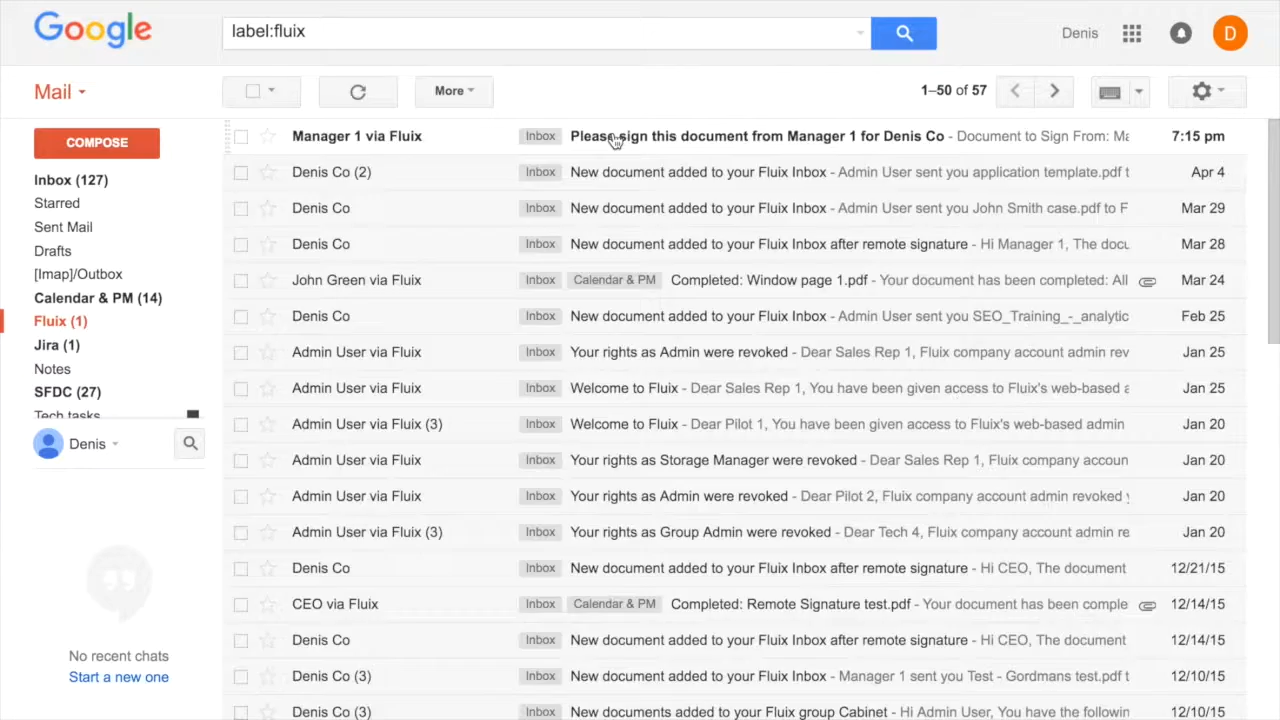 Google
label:fluix
Denis
D
Mail
More
1–50 of 57
COMPOSE
Inbox (127)
Starred
Sent Mail
Drafts
[Imap]/Outbox
Calendar & PM (14)
Fluix (1)
Jira (1)
Notes
SFDC (27)
Tech tasks
Denis
No recent chats
Start a new one
Manager 1 via Fluix Inbox Please sign this document from Manager 1 for Denis Co - Document to Sign From: Ma 7:15 pm
Denis Co (2) Inbox New document added to your Fluix Inbox - Admin User sent you application template.pdf t Apr 4
Denis Co Inbox New document added to your Fluix Inbox - Admin User sent you John Smith case.pdf to F Mar 29
Denis Co Inbox New document added to your Fluix Inbox after remote signature - Hi Manager 1, The docu Mar 28
John Green via Fluix Inbox Calendar & PM Completed: Window page 1.pdf - Your document has been completed: All Mar 24
Denis Co Inbox New document added to your Fluix Inbox - Admin User sent you SEO_Training_-_analytic Feb 25
Admin User via Fluix Inbox Your rights as Admin were revoked - Dear Sales Rep 1, Fluix company account admin rev Jan 25
Admin User via Fluix Inbox Welcome to Fluix - Dear Sales Rep 1, You have been given access to Fluix's web-based a Jan 25
Admin User via Fluix (3) Inbox Welcome to Fluix - Dear Pilot 1, You have been given access to Fluix's web-based admin Jan 20
Admin User via Fluix Inbox Your rights as Storage Manager were revoked - Dear Sales Rep 1, Fluix company accoun Jan 20
Admin User via Fluix Inbox Your rights as Admin were revoked - Dear Pilot 2, Fluix company account admin revoked y Jan 20
Admin User via Fluix (3) Inbox Your rights as Group Admin were revoked - Dear Tech 4, Fluix company account admin re Jan 20
Denis Co Inbox New document added to your Fluix Inbox after remote signature - Hi CEO, The document 12/21/15
CEO via Fluix Inbox Calendar & PM Completed: Remote Signature test.pdf - Your document has been comple 12/14/15
Denis Co Inbox New document added to your Fluix Inbox after remote signature - Hi CEO, The document 12/14/15
Denis Co (3) Inbox New document added to your Fluix Inbox - Manager 1 sent you Test - Gordmans test.pdf t 12/10/15
Denis Co (3) Inbox New documents added to your Fluix group Cabinet - Hi Admin User, You have the followin 12/10/15